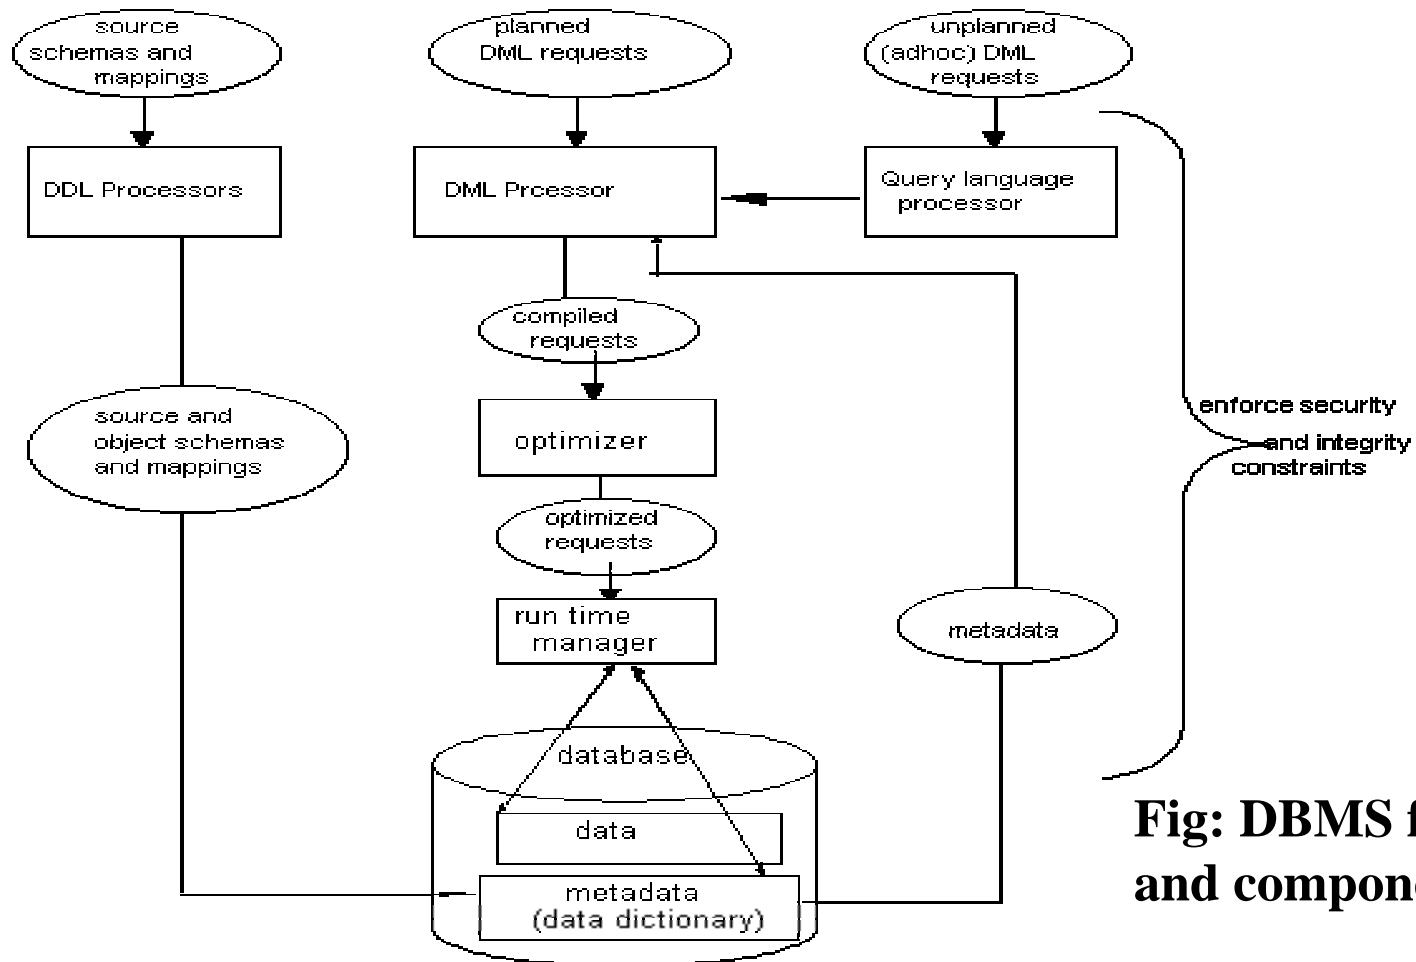 source
schemas and
mappings
planned
DML requests
unplanned
(adhoc) DML
requests
DDL Processors
DML Prcessor
Query language
processor
compiled
requests
source and
object schemas
and mappings
optimizer
enforce security
and integrity
constraints
optimized
requests
run time
manager
metadata
database
data
metadata
(data dictionary)
Fig: DBMS
and